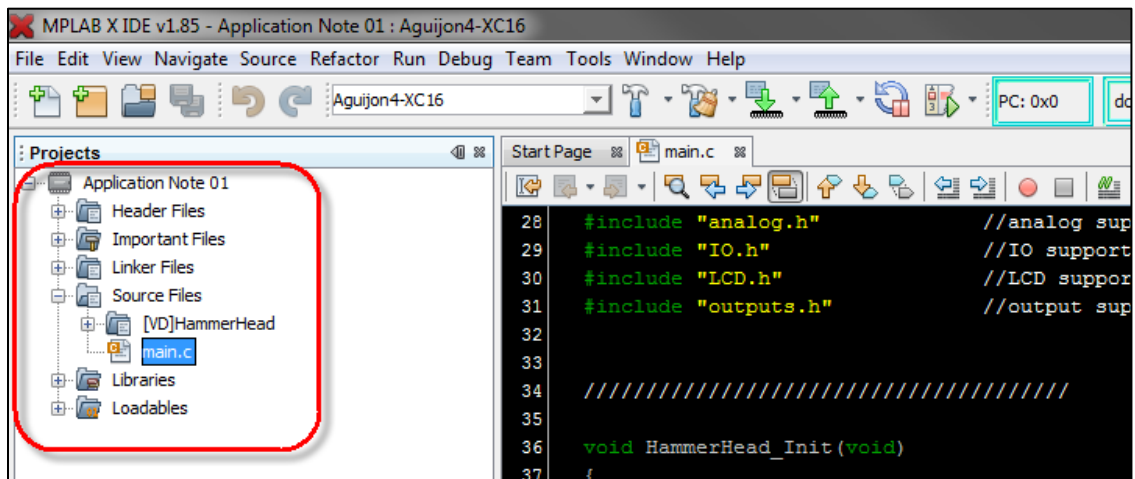 MPLAB X IDE v1.85 - Application Note 01 : Aguijon4-XC16
File Edit View Navigate Source Refactor Run Debug Team Tools Window Help
Aguijon4-XC16 PC: 0x0
Projects
Application Note 01
Header Files
Important Files
Linker Files
Source Files
[VD]HammerHead
main.c
Libraries
Loadables
Start Page main.c
28 #include "analog.h" //analog sup
29 #include "IO.h" //IO support
30 #include "LCD.h" //LCD suppor
31 #include "outputs.h" //output sup
32
33
34 //////////////////////////////////////
35
36 void HammerHead_Init(void)
37 {